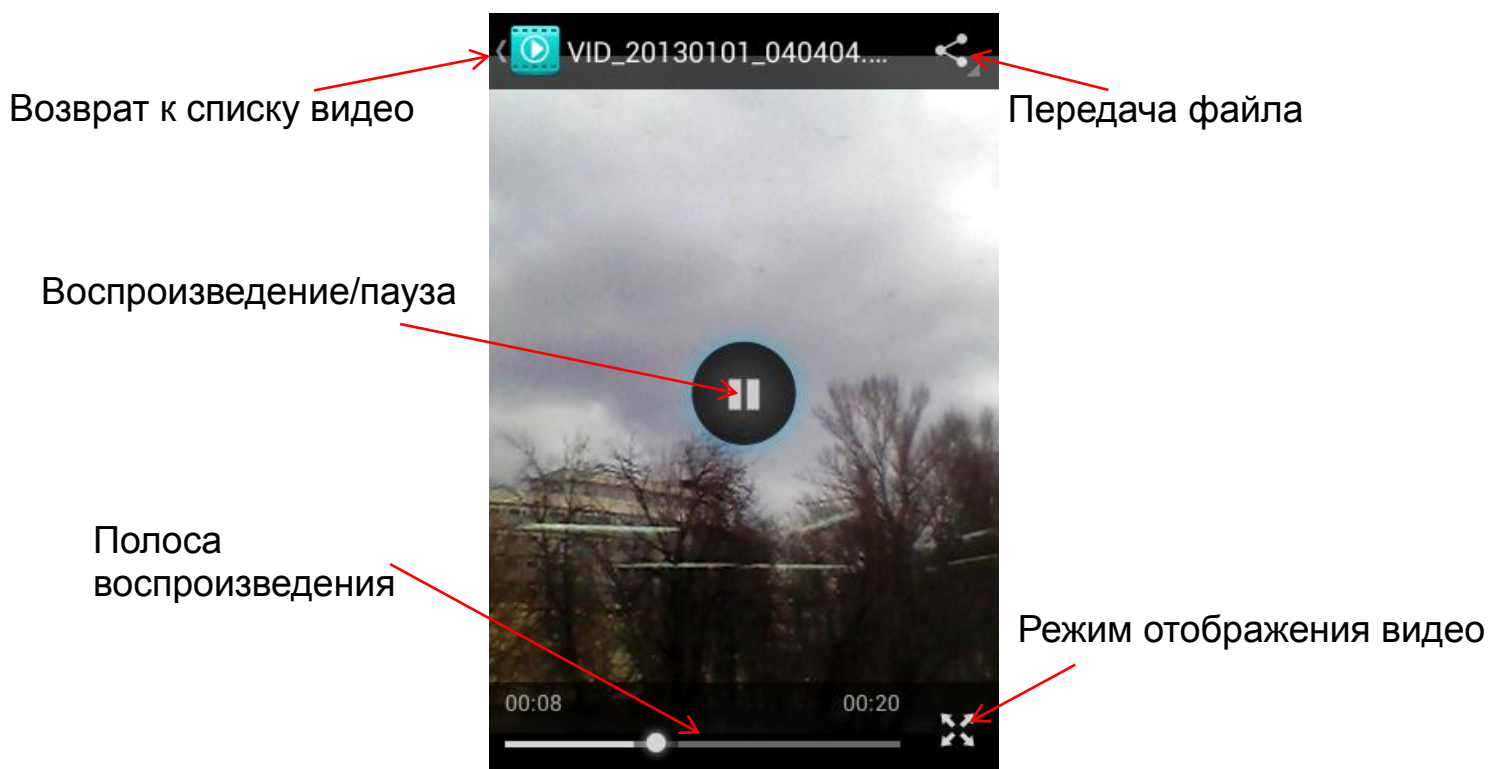 VID_20130101_040404....
Возврат к списку видео
Передача файла
Воспроизведение/пауза
Полоса
воспроизведения
Режим отображения видео
00:08
00:20